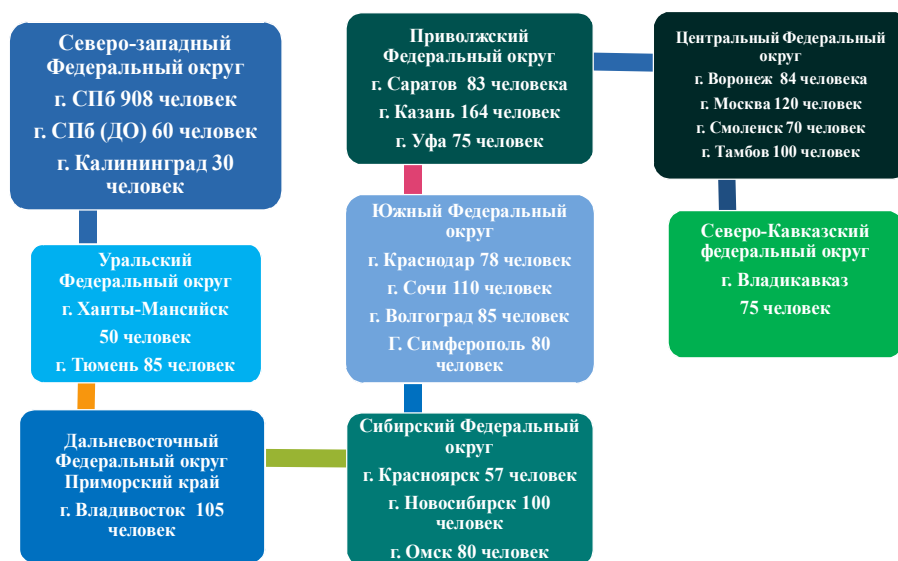 Северо-западный
Федеральный округ
г. СПб 908 человек
г. СПб (ДО) 60 человек
г. Калининград 30
человек
Уральский
Федеральный округ
г. Ханты-Мансийск
50 человек
г. Тюмень 85 человек
Дальневосточный
Федеральный округ
Приморский край
г. Владивосток 105
человек
Сибирский Федеральный
округ
г. Красноярск 57 человек
г. Новосибирск 100
человек
г. Омск 80 человек
Южный Федеральный
округ
г. Краснодар 78 человек
г. Сочи 110 человек
г. Волгоград 85 человек
Г. Симферополь 80
человек
Приволжский
Федеральный округ
г. Саратов 83 человека
г. Казань 164 человек
г. Уфа 75 человек
Центральный Федеральный
округ
г. Воронеж 84 человека
г. Москва 120 человек
г. Смоленск 70 человек
г. Тамбов 100 человек
Северо-Кавказский
федеральный округ
г. Владикавказ
75 человек